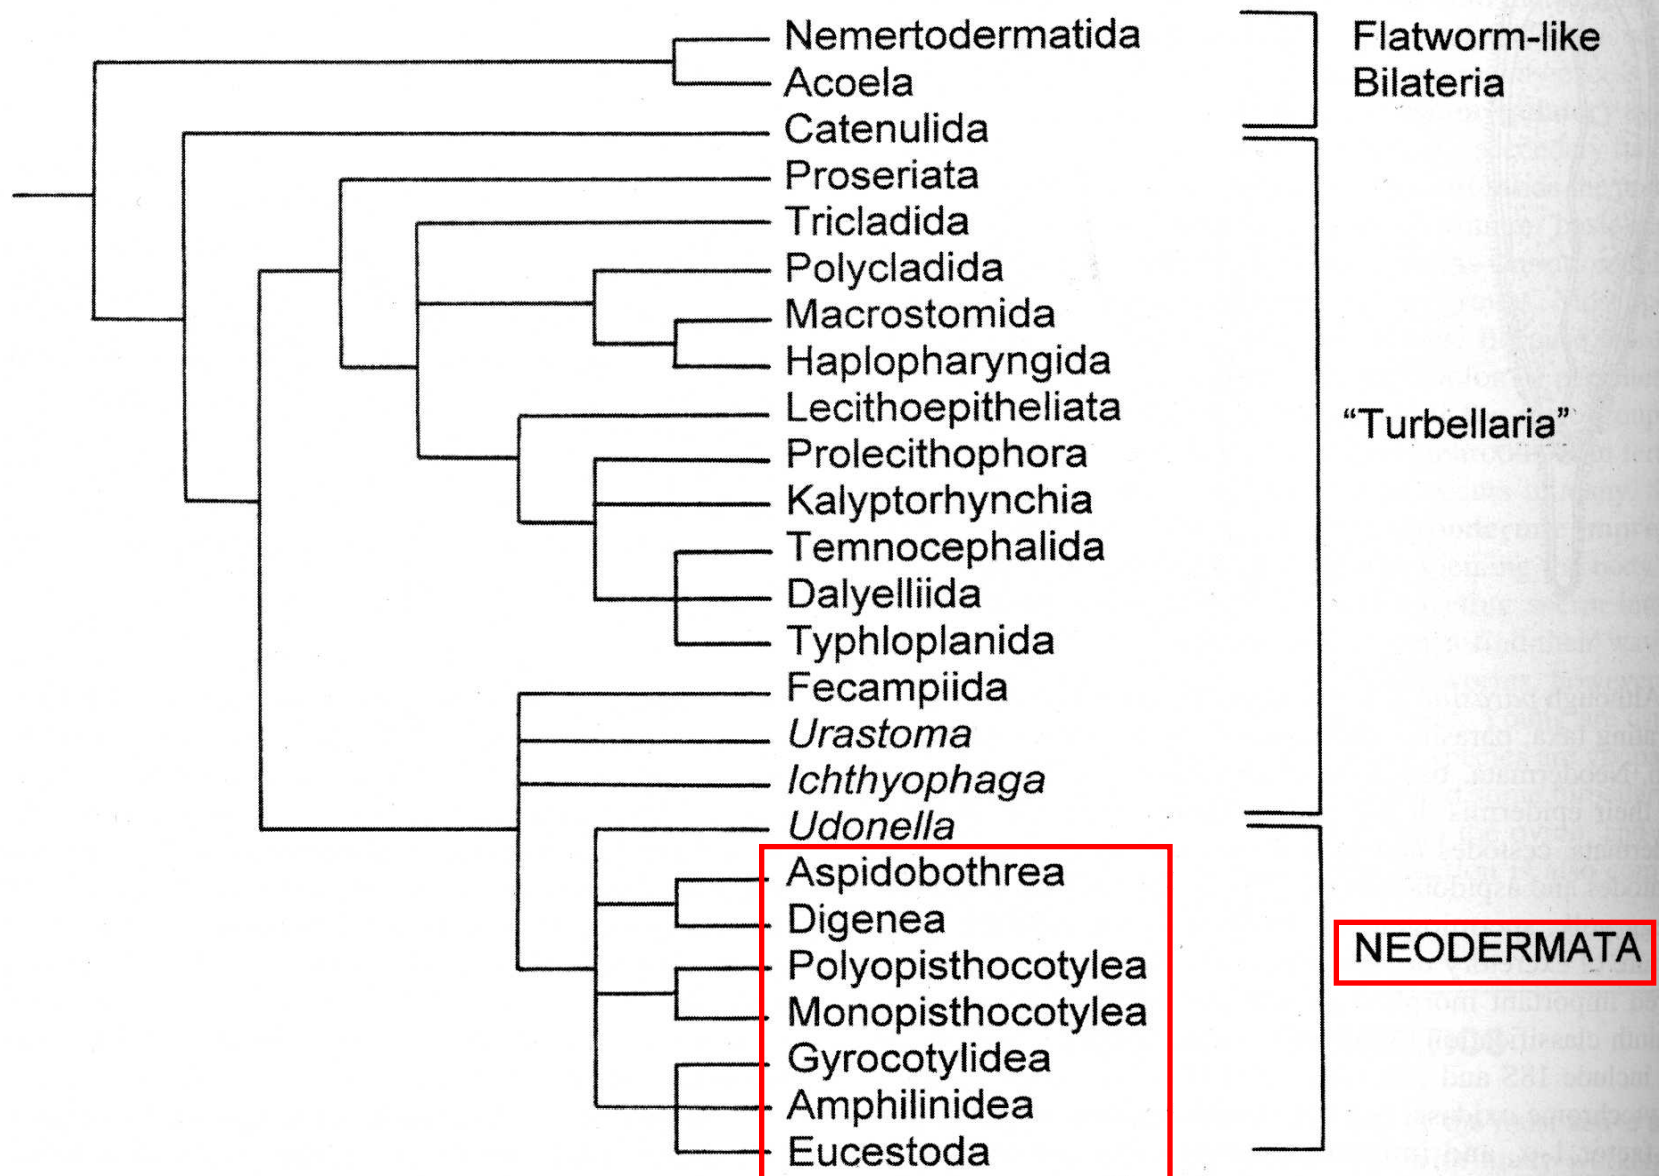 Nemertodermatida
Acoela
Flatworm-like
Bilateria
Catenulida
Proseriata
Tricladida
Polycladida
Macrostomida
Haplopharyngida
Lecithoepitheliata
Prolecithophora
Kalyptorhynchia
Temnocephalida
Dalyelliida
Typhloplanida
Fecampiida
Urastoma
Ichthyophaga
"Turbellaria"
Udonella
Aspidobothrea
Digenea
Polyopisthocotylea
Monopisthocotylea
Gyrocotylidea
Amphilinidea
Eucestoda
NEODERMATA